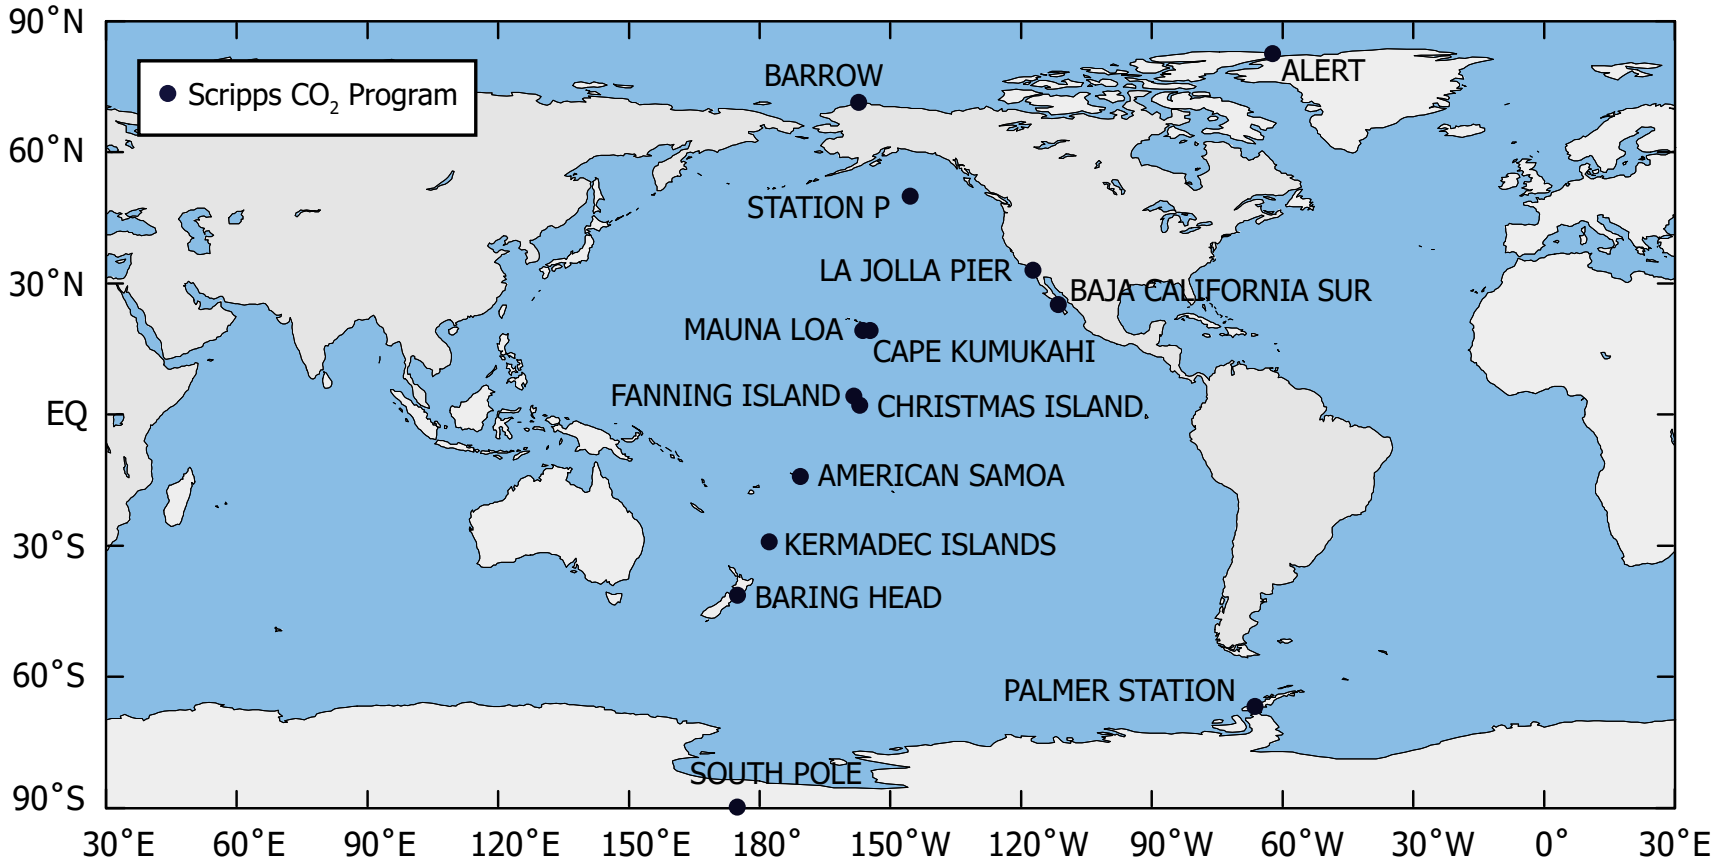 90°N
Scripps CO₂ Program
BARROW
ALERT
60°N
STATION P
LA JOLLA PIER
30°N
BAJA CALIFORNIA SUR
MAUNA LOA
CAPE KUMUKAHI
FANNING ISLAND
CHRISTMAS ISLAND
EQ
AMERICAN SAMOA
30°S
KERMADEC ISLANDS
BARING HEAD
60°S
PALMER STATION
SOUTH POLE
90°S
30°E 60°E 90°E 120°E 150°E 180° 150°W 120°W 90°W 60°W 30°W 0° 30°E